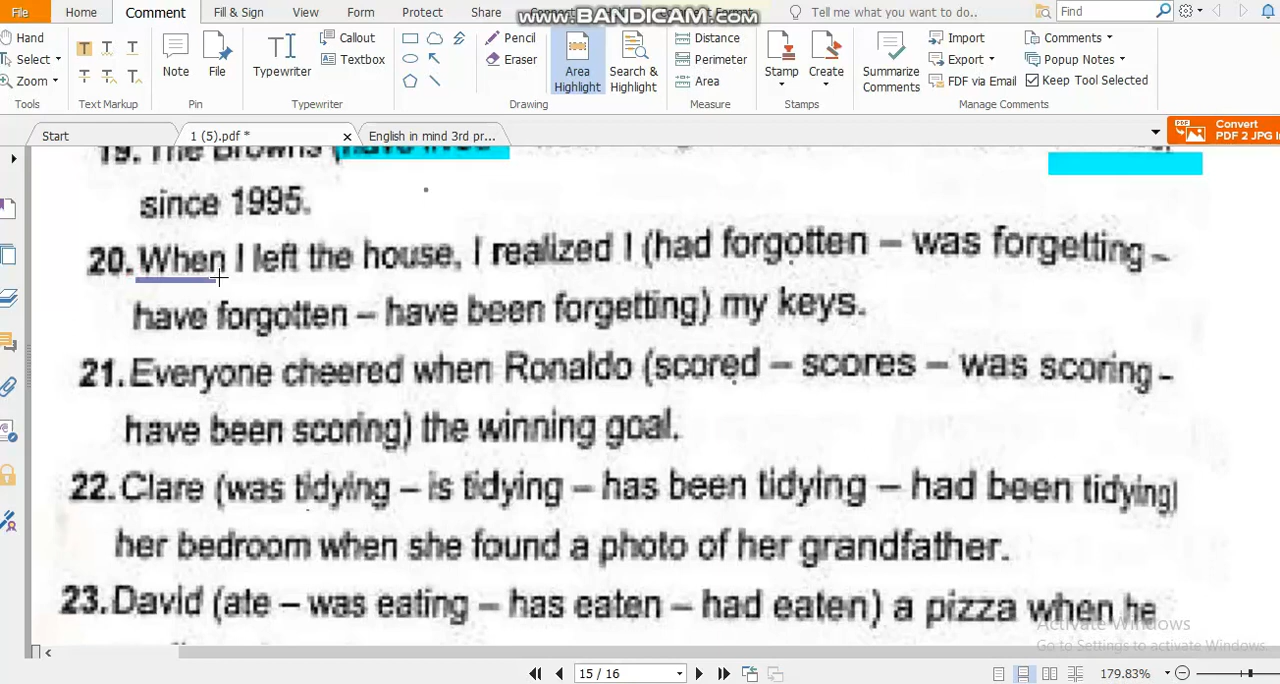 File Home Comment Fill & Sign View Form Protect Share www.BANDICAM.com Tell me what you want to do.. Find
Hand Select Zoom Tools
Text Markup
Note File Pin
Typewriter Callout Textbox Typewriter
Pencil Eraser Area Highlight Search & Highlight Drawing
Distance Perimeter Area Measure
Stamp Create Stamps
Summarize Comments Import Export FDF via Email Comments Popup Notes Keep Tool Selected Manage Comments
Start 1 (5).pdf * English in mind 3rd pr... Convert PDF 2 JPG
19. The Browns (have lived
since 1995.
20. When I left the house, I realized I (had forgotten – was forgetting –
have forgotten – have been forgetting) my keys.
21. Everyone cheered when Ronaldo (scored – scores – was scoring –
have been scoring) the winning goal.
22. Clare (was tidying – is tidying – has been tidying – had been tidying)
her bedroom when she found a photo of her grandfather.
23. David (ate – was eating – has eaten – had eaten) a pizza when he
Activate Windows
Go to Settings to activate Windows.
15 / 16 179.83%